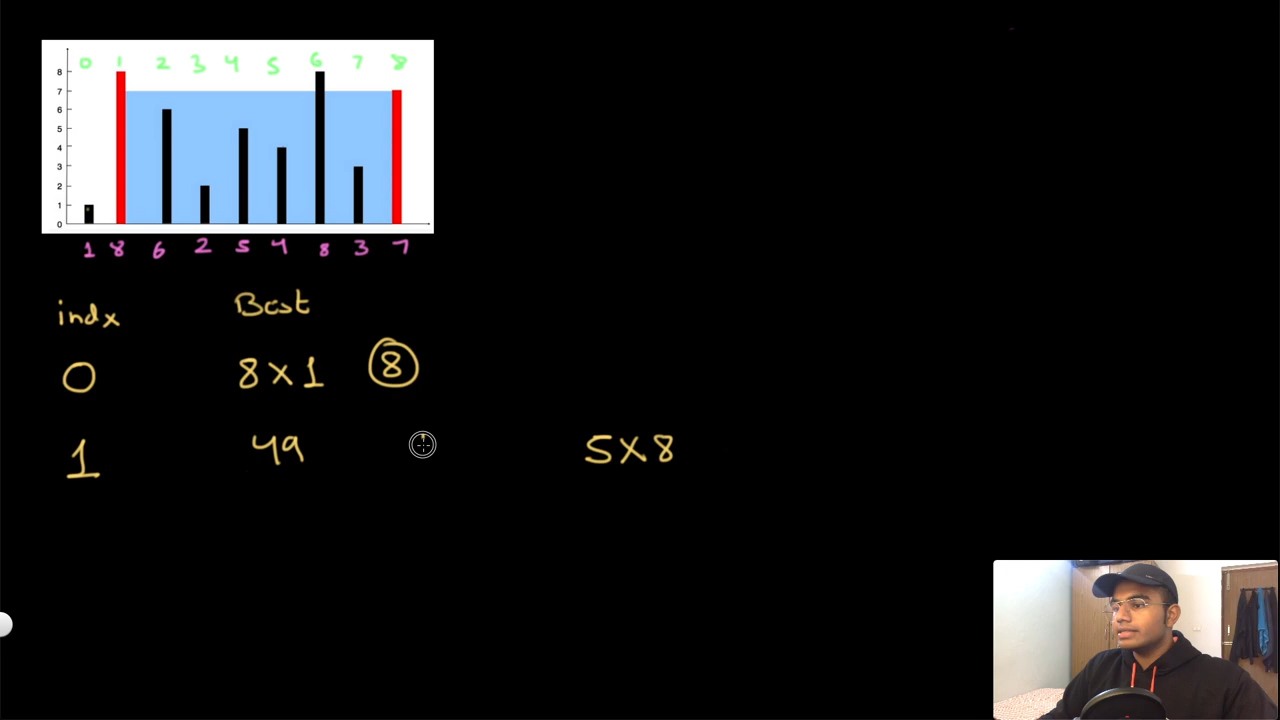 0 1 2 3 4 5 6 7 8
8
7
6
5
4
3
2
1
0
1 8 6 2 5 4 8 3 7
indx Best
0 8 X 1 8
1 49 5 X 8